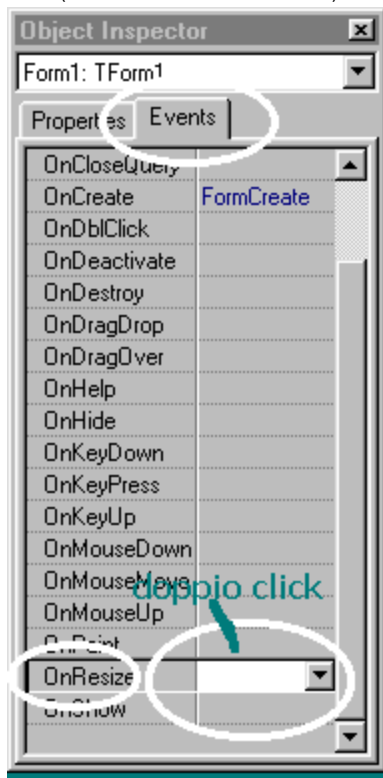 Object Inspector
Form1: TForm1
Properties Events
OnCloseQuery
OnCreate FormCreate
OnDblClick
OnDeactivate
OnDestroy
OnDragDrop
OnDragOver
OnHelp
OnHide
OnKeyDown
OnKeyPress
OnKeyUp
OnMouseDown
OnMouseMove
doppio click
OnMouseUp
OnPaint
OnResize
OnShow